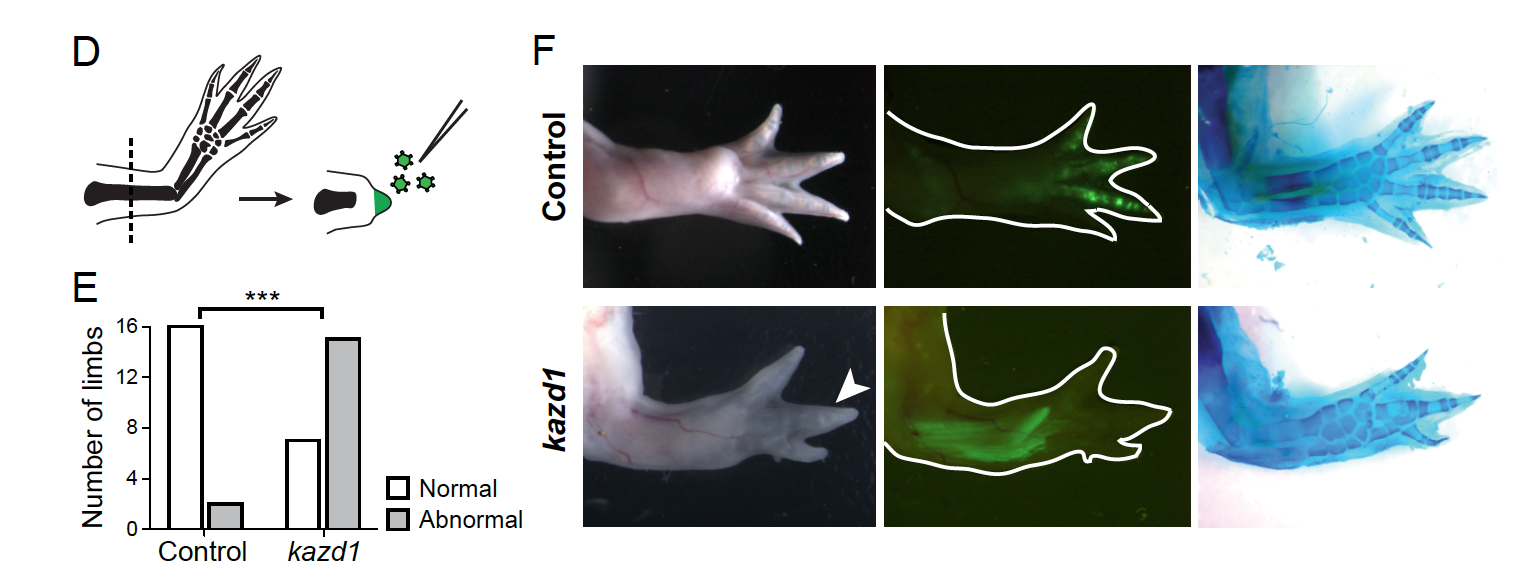 D
F
Control
kazd1
E
***
Number of limbs
16
12
8
4
0
Control
kazd1
Normal
Abnormal